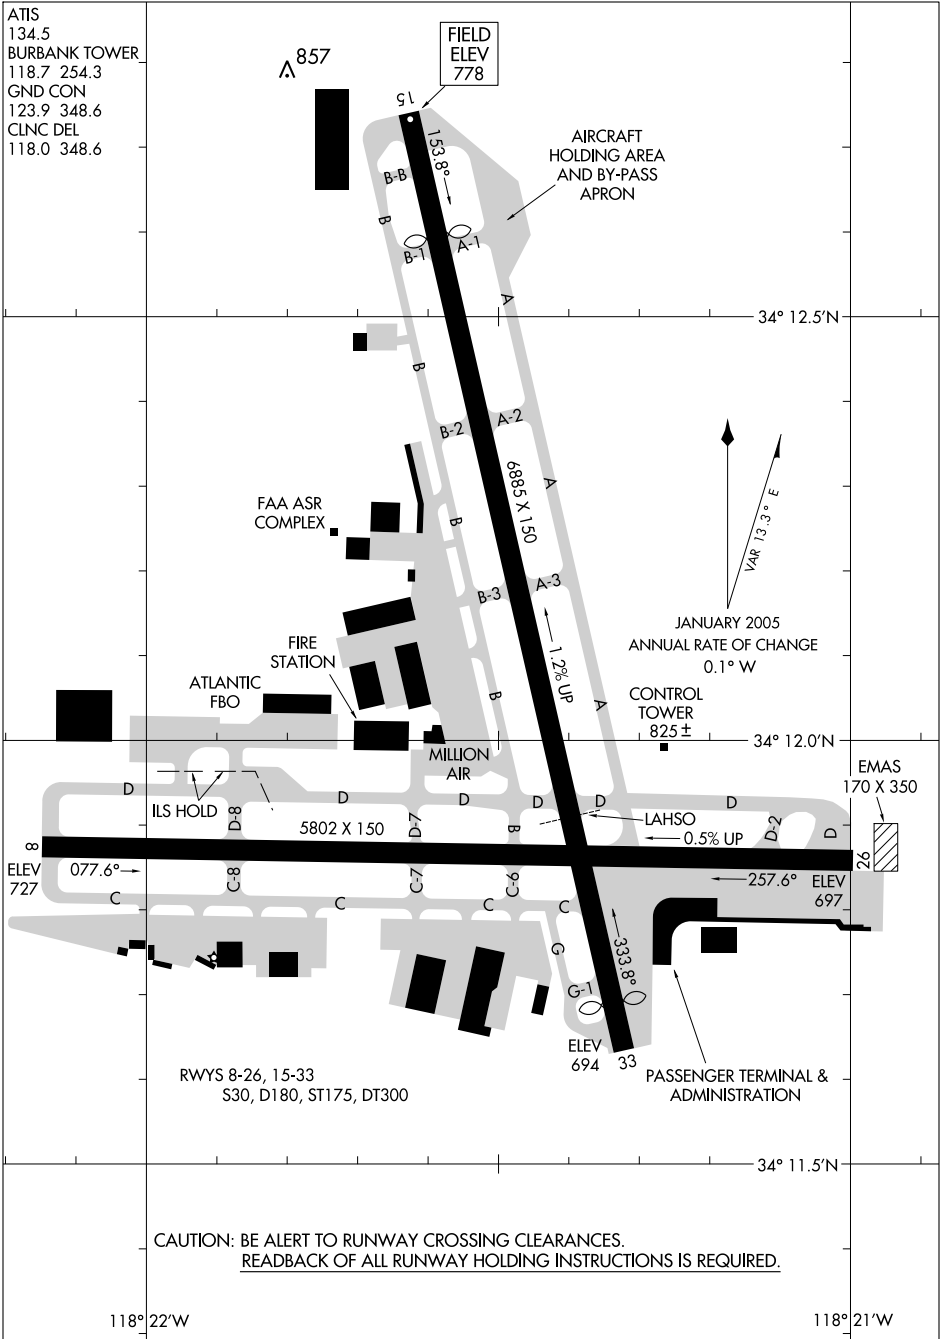 ATIS
134.5
BURBANK TOWER
118.7 254.3
GND CON
123.9 348.6
CLNC DEL
118.0 348.6
857
FIELD
ELEV
778
15
153.8°
AIRCRAFT
HOLDING AREA
AND BY-PASS
APRON
B-B
B
B-1
A-1
A
34° 12.5'N
B
B-2
A-2
6885 X 150
A
FAA ASR
COMPLEX
B
VAR 13.3° E
B-3
A-3
JANUARY 2005
ANNUAL RATE OF CHANGE
0.1° W
FIRE
STATION
1.2% UP
ATLANTIC
FBO
B
A
CONTROL
TOWER
825 ±
34° 12.0'N
MILLION
AIR
EMAS
170 X 350
ILS HOLD
D
D
D
D
D
D
D
D-8
D-7
B
D-2
LAHSO
5802 X 150
0.5% UP
8
26
ELEV
727
077.6°
257.6°
ELEV
697
C-8
C-7
C-6
C
C
C
C
G
333.8°
G-1
ELEV
694
33
PASSENGER TERMINAL &
ADMINISTRATION
RWYS 8-26, 15-33
S30, D180, ST175, DT300
34° 11.5'N
CAUTION: BE ALERT TO RUNWAY CROSSING CLEARANCES.
READBACK OF ALL RUNWAY HOLDING INSTRUCTIONS IS REQUIRED.
118° 22'W
118° 21'W